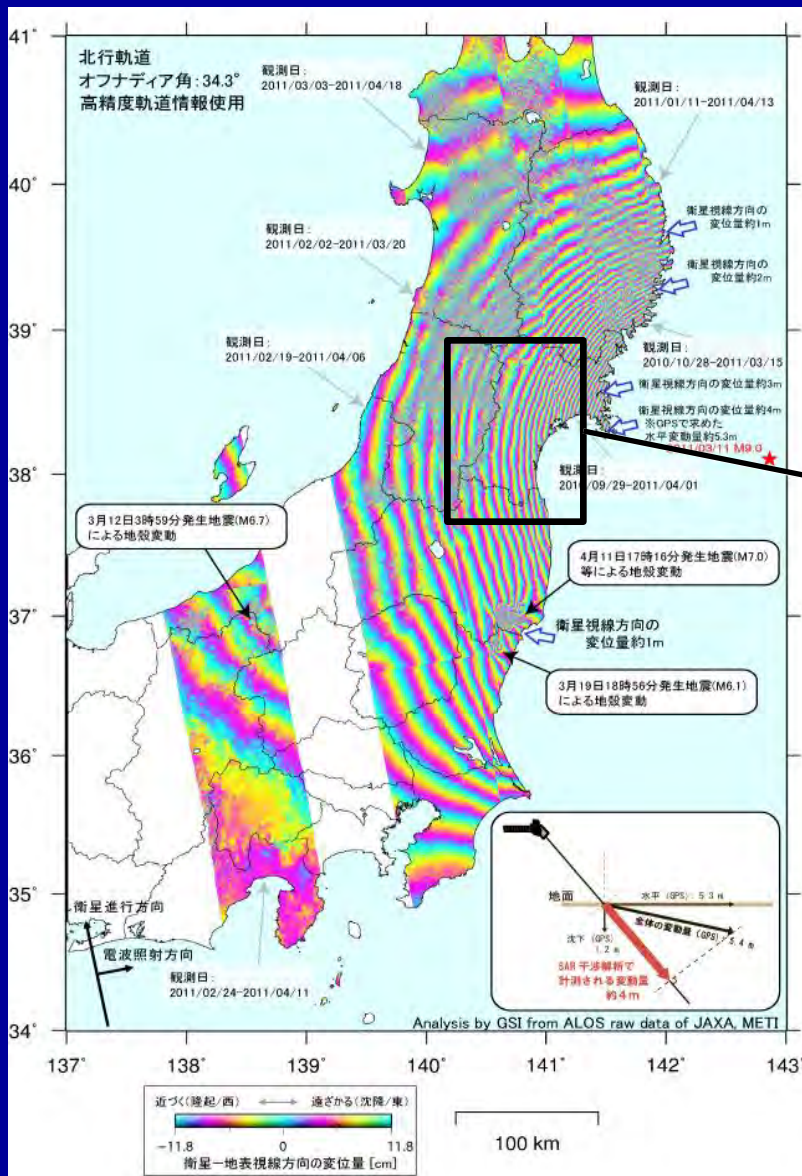 北行軌道
オフナディア角:34.3°
高精度軌道情報使用
観測日:
2011/03/03-2011/04/18
観測日:
2011/01/11-2011/04/13
衛星視線方向の
変位量約1m
衛星視線方向の
変位量約2m
観測日:
2011/02/02-2011/03/20
観測日:
2011/02/19-2011/04/06
観測日:
2010/10/28-2011/03/15
衛星視線方向の変位量約3m
衛星視線方向の変位量約4m
※GPSで求めた
水平変動量約5.3m
2011/03/11 M9.0
観測日:
2010/09/29-2011/04/01
3月12日3時59分発生地震(M6.7)
による地殻変動
4月11日17時16分発生地震(M7.0)
等による地殻変動
衛星視線方向の
変位量約1m
3月19日18時56分発生地震(M6.1)
による地殻変動
41°
40°
39°
38°
37°
36°
35°
34°
地面
水平 (GPS): 5.3 m
全体の変動量 (GPS): 5.4 m
沈下 (GPS)
1.2 m
SAR 干渉解析で
計測される変動量
約4m
衛星進行方向
電波照射方向
観測日:
2011/02/24-2011/04/11
Analysis by GSI from ALOS raw data of JAXA, METI
137° 138° 139° 140° 141° 142° 143°
近づく(隆起/西) 遠ざかる(沈降/東)
-11.8 0 11.8
衛星-地表視線方向の変位量 [cm]
100 km